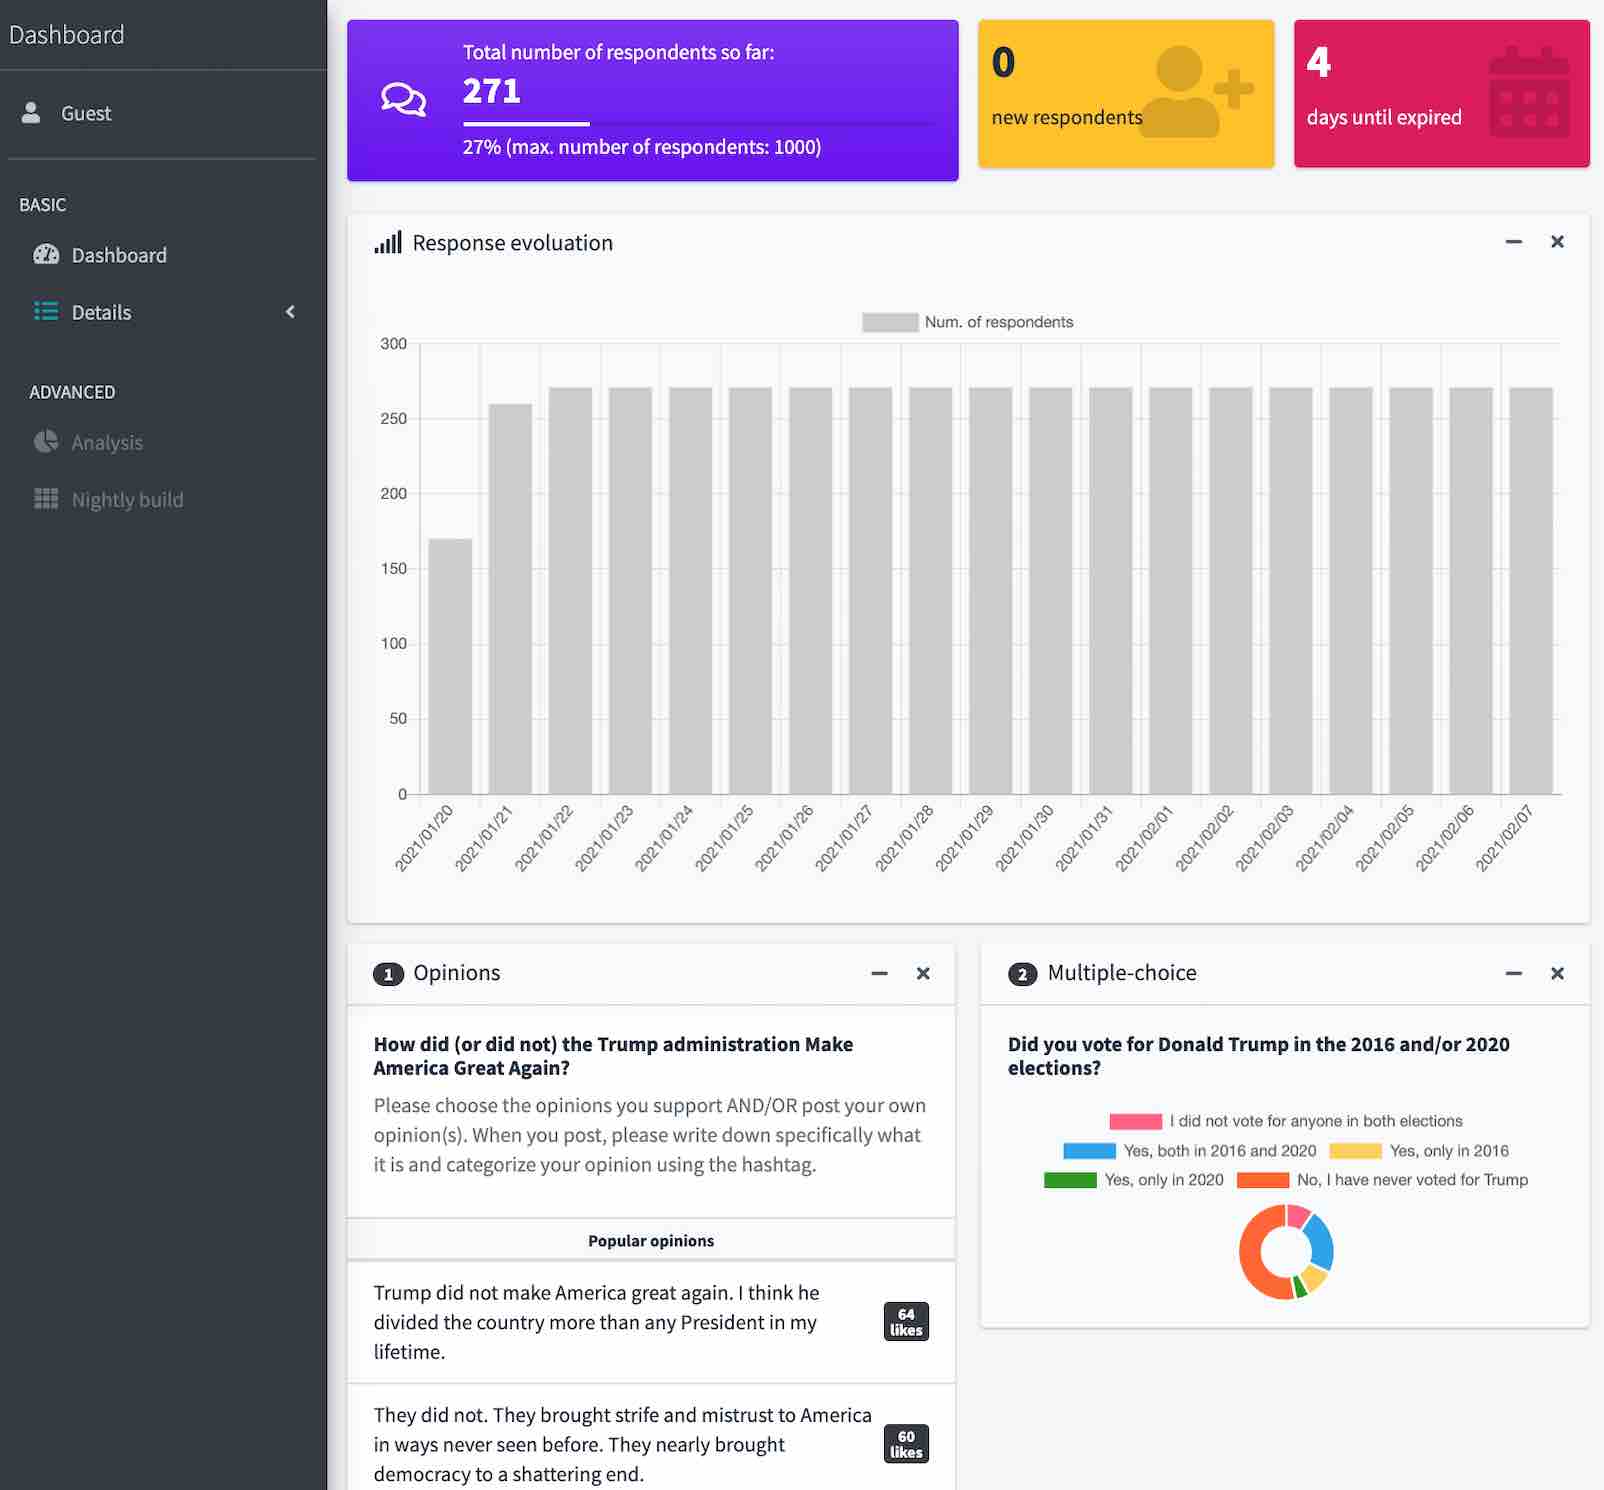 Dashboard
Guest
BASIC
Dashboard
Details
ADVANCED
Analysis
Nightly build
Total number of respondents so far:
271
27% (max. number of respondents: 1000)
0
new respondents
4
days until expired
Response evoluation
Num. of respondents
300
250
200
150
100
50
0
2021/01/20
2021/01/21
2021/01/22
2021/01/23
2021/01/24
2021/01/25
2021/01/26
2021/01/27
2021/01/28
2021/01/29
2021/01/30
2021/01/31
2021/02/01
2021/02/02
2021/02/03
2021/02/04
2021/02/05
2021/02/06
2021/02/07
1 Opinions
How did (or did not) the Trump administration Make
America Great Again?
Please choose the opinions you support AND/OR post your own
opinion(s). When you post, please write down specifically what
it is and categorize your opinion using the hashtag.
Popular opinions
Trump did not make America great again. I think he
divided the country more than any President in my
lifetime.
64
likes
They did not. They brought strife and mistrust to America
in ways never seen before. They nearly brought
democracy to a shattering end.
60
likes
2 Multiple-choice
Did you vote for Donald Trump in the 2016 and/or 2020
elections?
I did not vote for anyone in both elections
Yes, both in 2016 and 2020
Yes, only in 2016
Yes, only in 2020
No, I have never voted for Trump